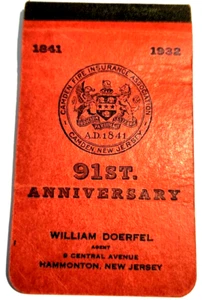 1841 1932
CAMDEN FIRE INSURANCE ASSOCIATION
A.D. 1841
CAMDEN, NEW JERSEY
91ST.
ANNIVERSARY
WILLIAM DOERFEL
AGENT
9 CENTRAL AVENUE
HAMMONTON, NEW JERSEY